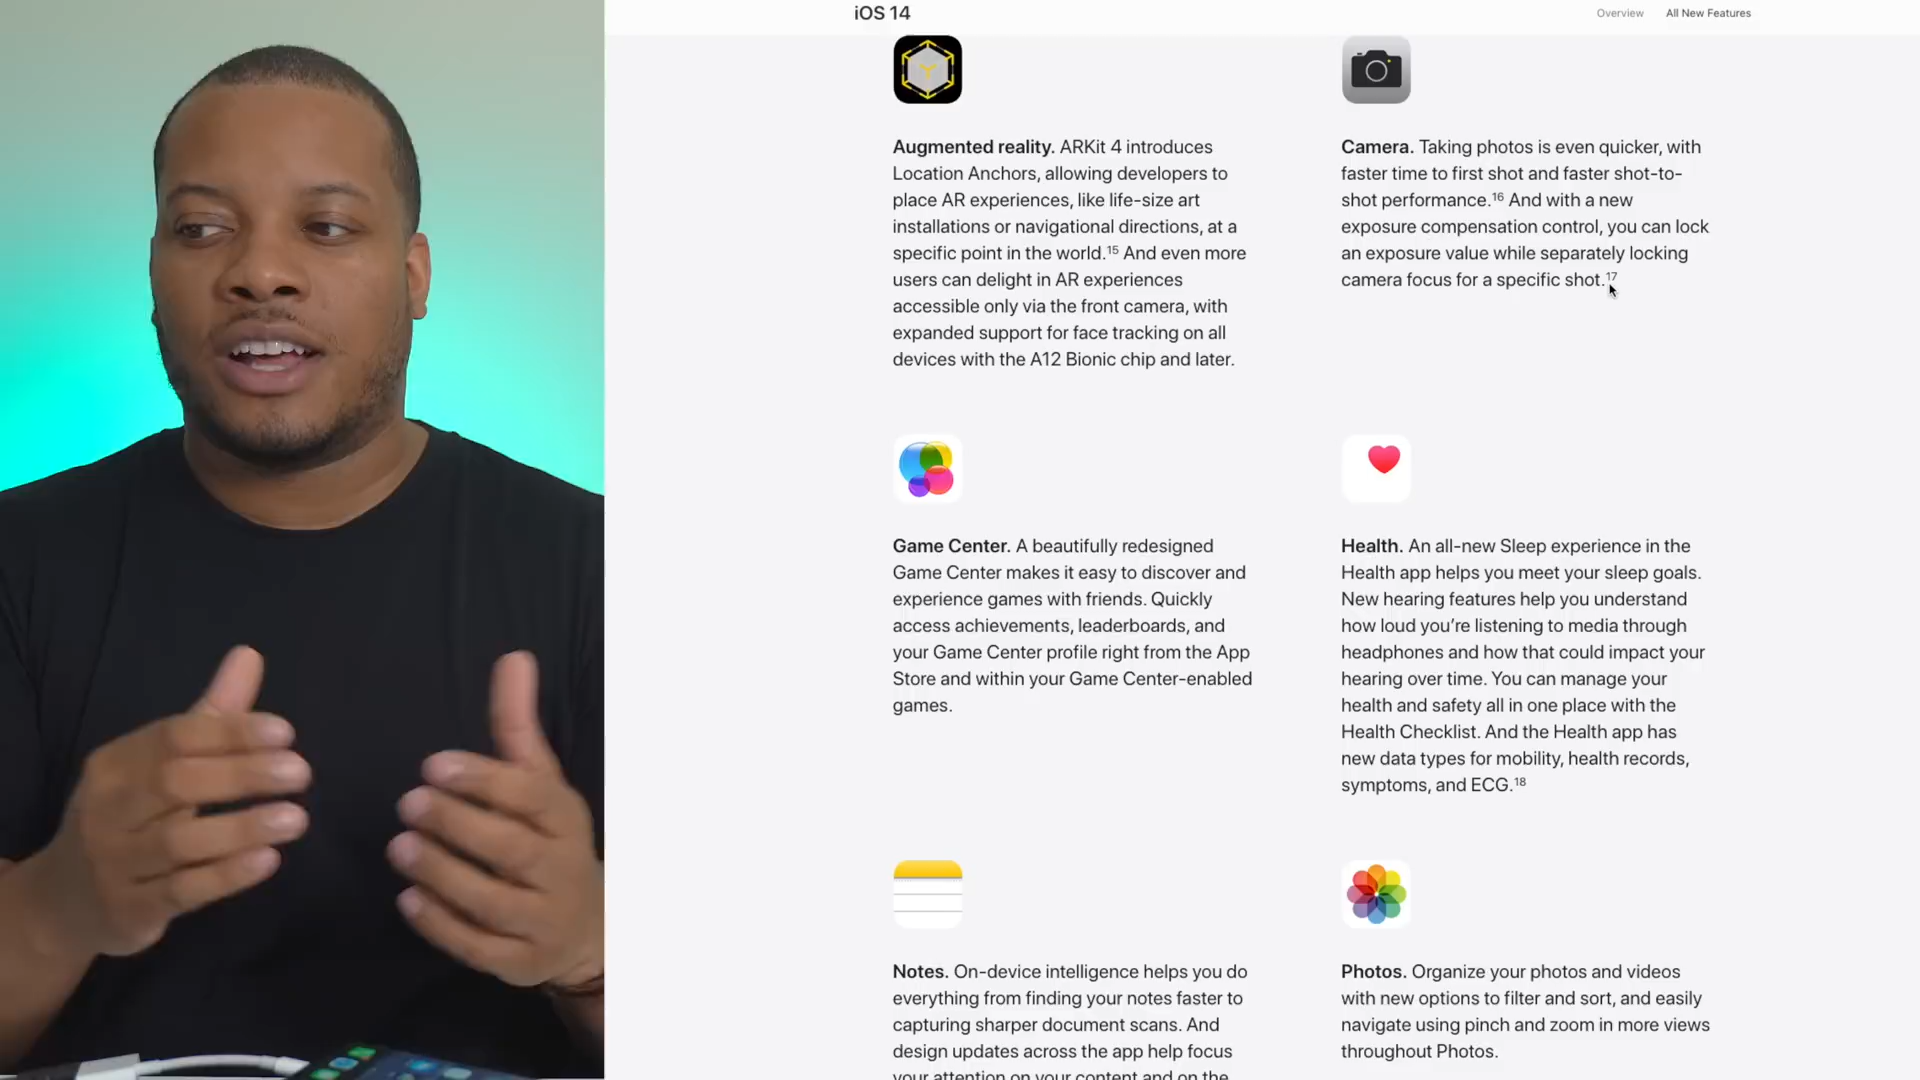 iOS 14
Overview
All New Features
Augmented reality. ARKit 4 introduces
Location Anchors, allowing developers to
place AR experiences, like life-size art
installations or navigational directions, at a
specific point in the world.¹⁵ And even more
users can delight in AR experiences
accessible only via the front camera, with
expanded support for face tracking on all
devices with the A12 Bionic chip and later.
Camera. Taking photos is even quicker, with
faster time to first shot and faster shot-to-
shot performance.¹⁶ And with a new
exposure compensation control, you can lock
an exposure value while separately locking
camera focus for a specific shot.¹⁷
Game Center. A beautifully redesigned
Game Center makes it easy to discover and
experience games with friends. Quickly
access achievements, leaderboards, and
your Game Center profile right from the App
Store and within your Game Center-enabled
games.
Health. An all-new Sleep experience in the
Health app helps you meet your sleep goals.
New hearing features help you understand
how loud you’re listening to media through
headphones and how that could impact your
hearing over time. You can manage your
health and safety all in one place with the
Health Checklist. And the Health app has
new data types for mobility, health records,
symptoms, and ECG.¹⁸
Notes. On-device intelligence helps you do
everything from finding your notes faster to
capturing sharper document scans. And
design updates across the app help focus
your attention on your content and on the
Photos. Organize your photos and videos
with new options to filter and sort, and easily
navigate using pinch and zoom in more views
throughout Photos.